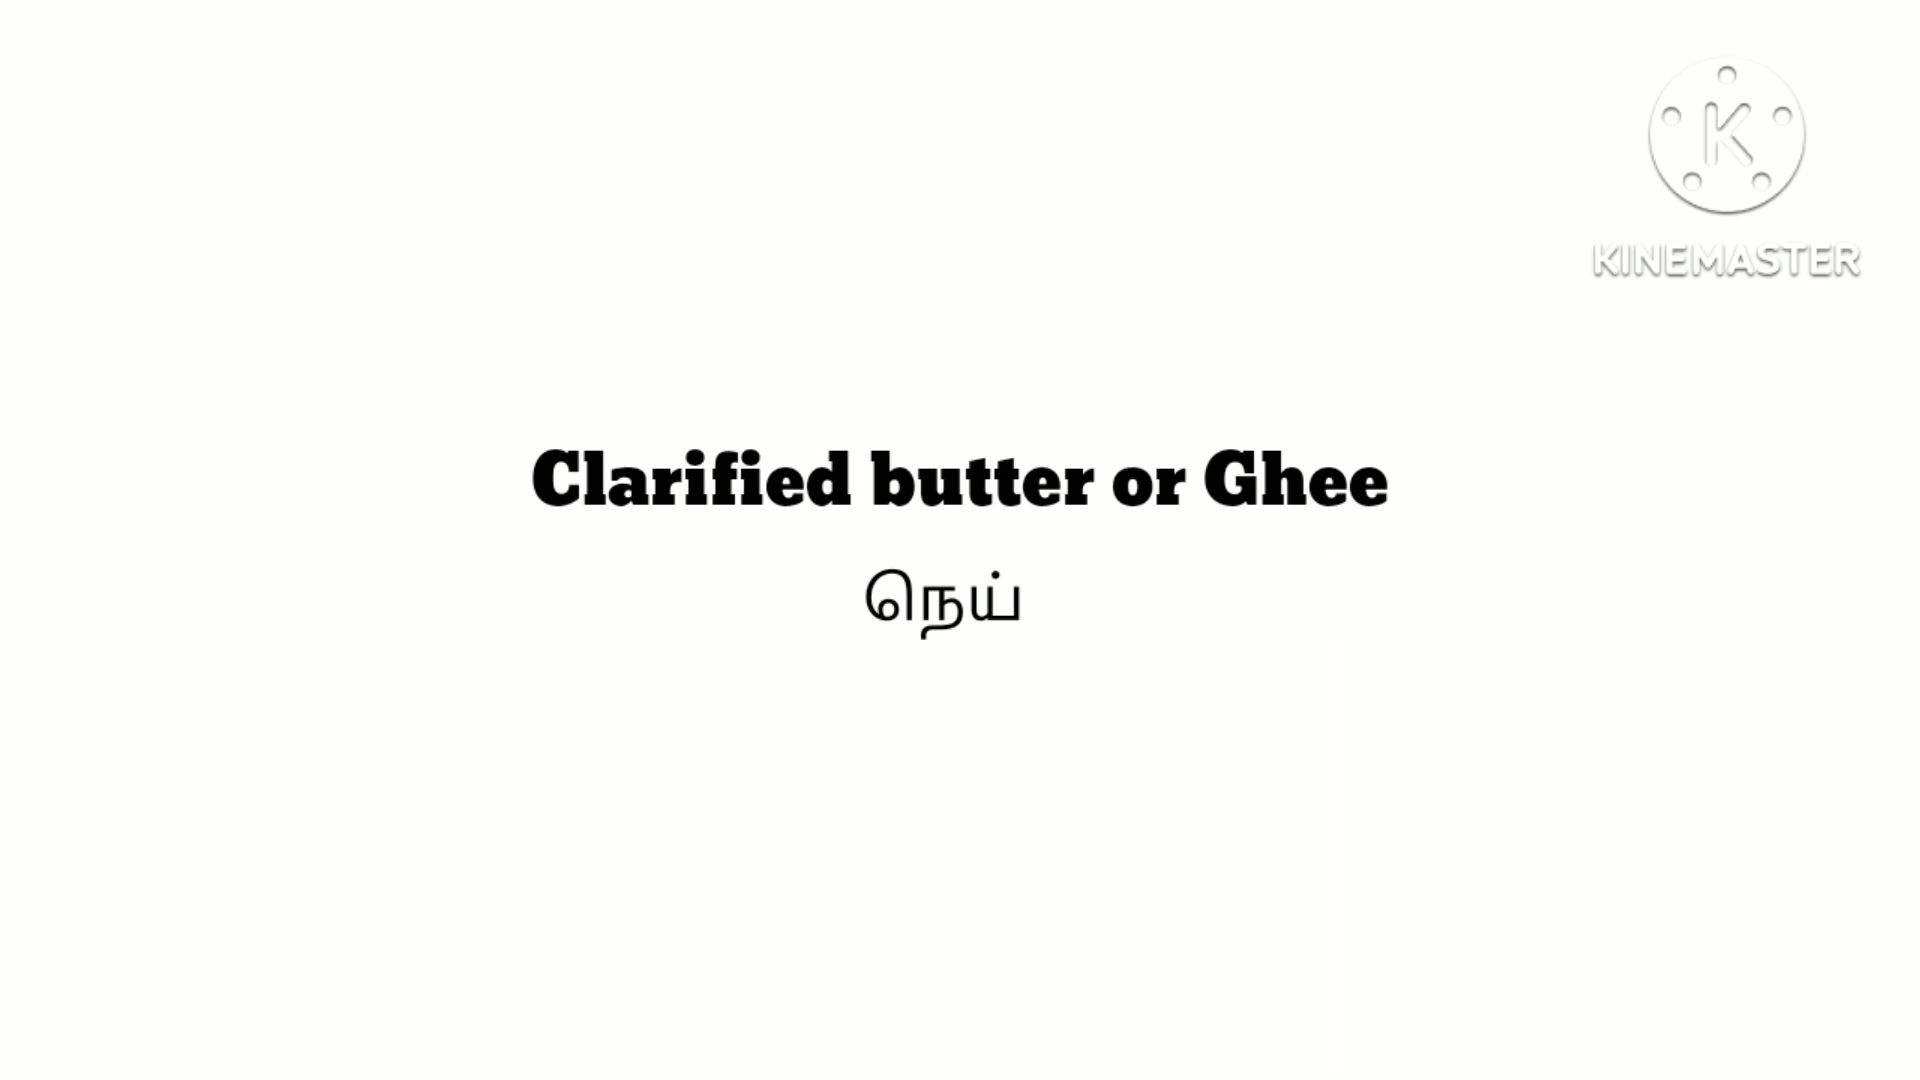 K
KINEMASTER
Clarified butter or Ghee
நெய்